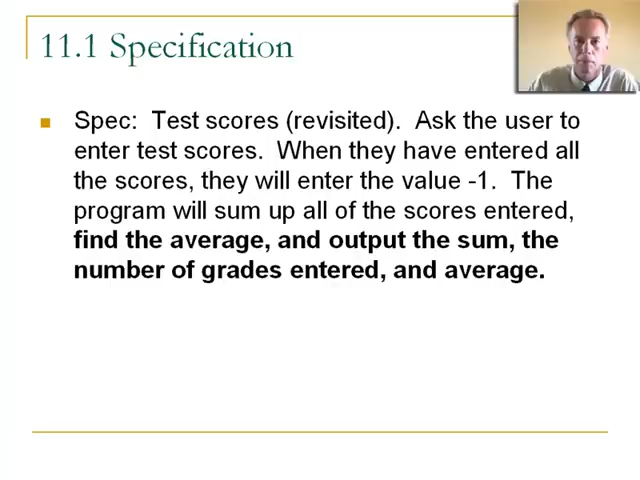 11.1 Specification
Spec:  Test scores (revisited).  Ask the user to
enter test scores.  When they have entered all
the scores, they will enter the value -1.  The
program will sum up all of the scores entered,
find the average, and output the sum, the
number of grades entered, and average.